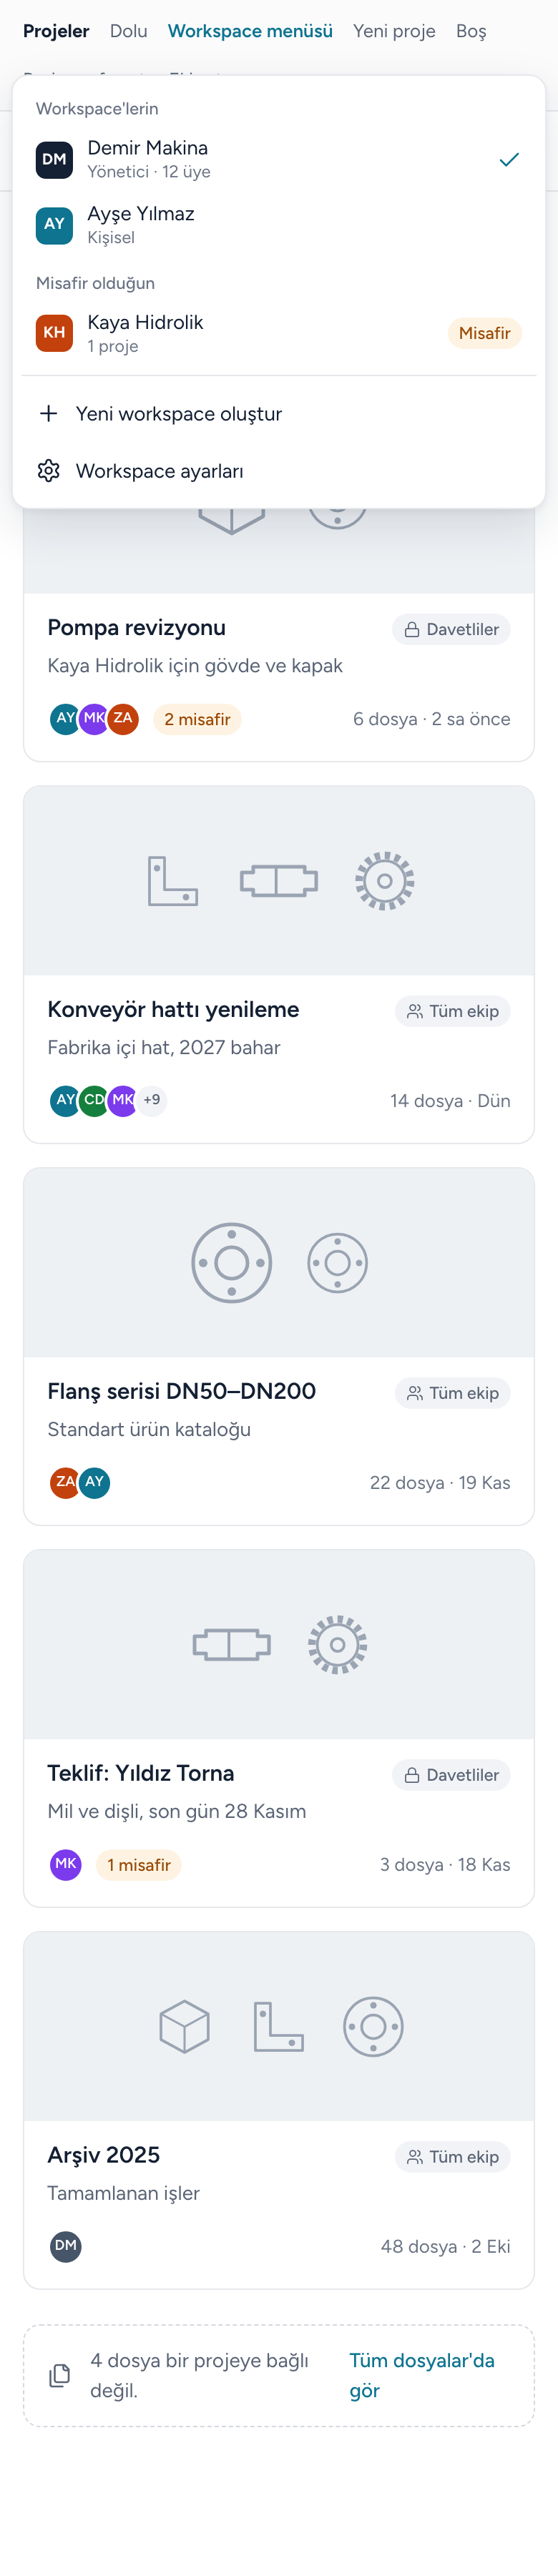 Projeler Dolu Workspace menüsü Yeni proje Boş
Workspace'lerin
DM Demir Makina
Yönetici · 12 üye
AY Ayşe Yılmaz
Kişisel
Misafir olduğun
KH Kaya Hidrolik Misafir
1 proje
Yeni workspace oluştur
Workspace ayarları
Pompa revizyonu Davetliler
Kaya Hidrolik için gövde ve kapak
AY MK ZA 2 misafir 6 dosya · 2 sa önce
Konveyör hattı yenileme Tüm ekip
Fabrika içi hat, 2027 bahar
AY CD MK +9 14 dosya · Dün
Flanş serisi DN50–DN200 Tüm ekip
Standart ürün kataloğu
ZA AY 22 dosya · 19 Kas
Teklif: Yıldız Torna Davetliler
Mil ve dişli, son gün 28 Kasım
MK 1 misafir 3 dosya · 18 Kas
Arşiv 2025 Tüm ekip
Tamamlanan işler
DM 48 dosya · 2 Eki
4 dosya bir projeye bağlı değil.
Tüm dosyalar'da gör